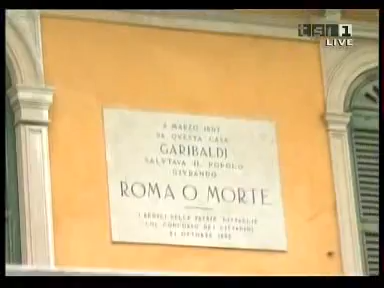 tsi 1
LIVE
8 MARZO 1867
DA QUESTA CASA
GARIBALDI
SALUTAVA IL POPOLO
GIURANDO
ROMA O MORTE
I REDUCI DELLE PATRIE BATTAGLIE
COL CONCORSO DEI CITTADINI